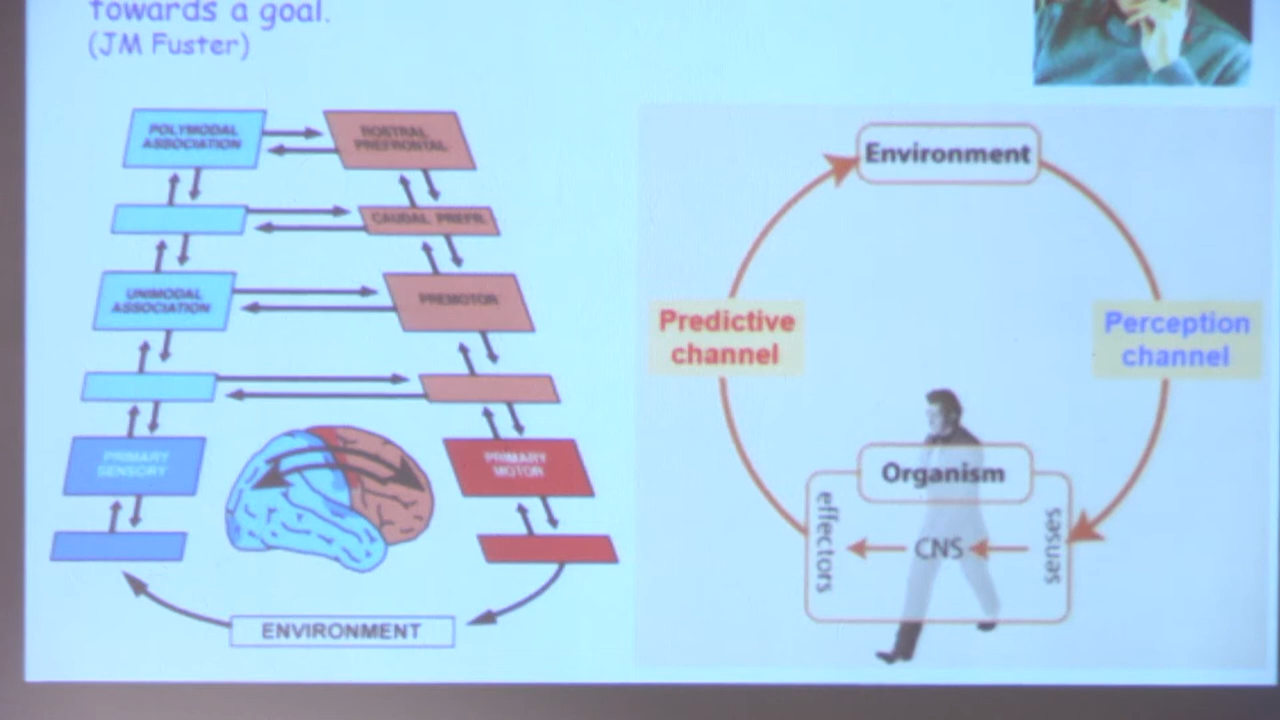 towards a goal.
(JM Fuster)
POLYMODAL
ASSOCIATION
ROSTRAL
PREFRONTAL
CAUDAL PREFR.
UNIMODAL
ASSOCIATION
PREMOTOR
PRIMARY
SENSORY
PRIMARY
MOTOR
ENVIRONMENT
Environment
Predictive
channel
Perception
channel
Organism
effectors
CNS
senses